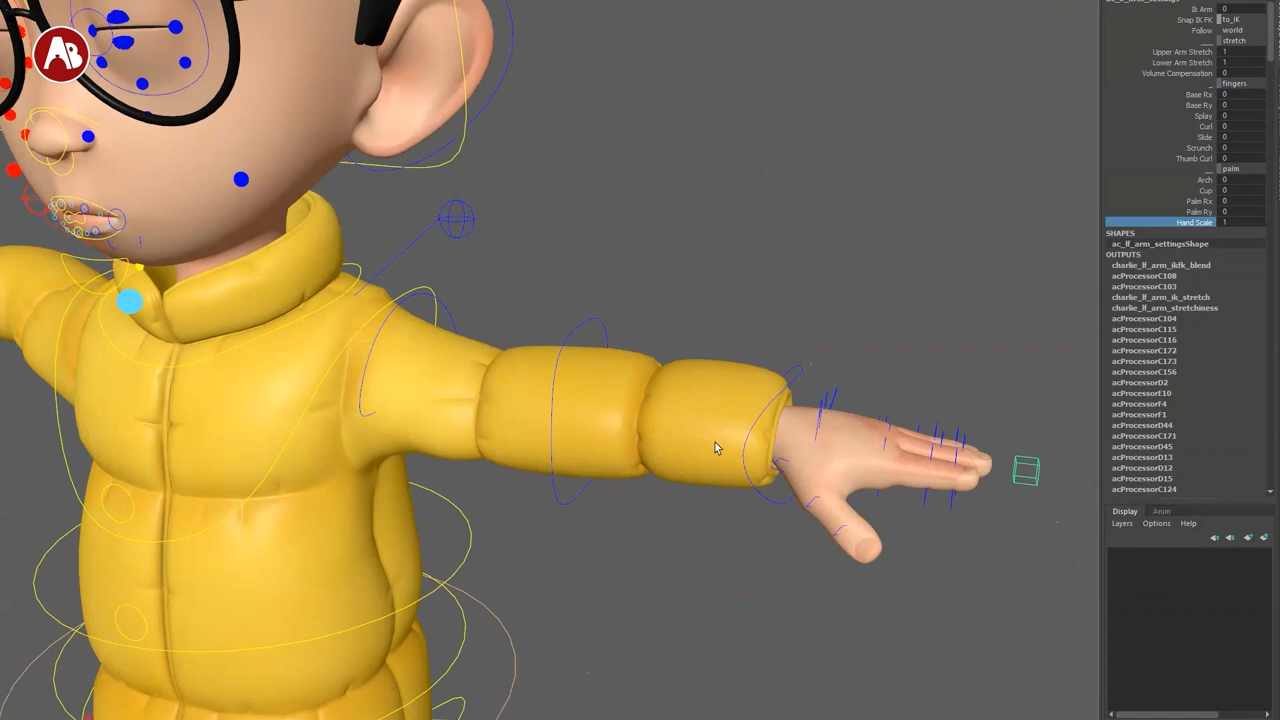 AB
ac_lf_arm_settings
Ik Arm 0
Snap IK FK to_IK
Follow world
__ stretch
Upper Arm Stretch 1
Lower Arm Stretch 1
Volume Compensation 0
_ fingers
Base Rx 0
Base Ry 0
Splay 0
Curl 0
Slide 0
Scrunch 0
Thumb Curl 0
__ palm
Arch 0
Cup 0
Palm Rx 0
Palm Ry 0
Hand Scale 1
SHAPES
ac_lf_arm_settingsShape
OUTPUTS
charlie_lf_arm_ikfk_blend
acProcessorC108
acProcessorC103
charlie_lf_arm_ik_stretch
charlie_lf_arm_stretchiness
acProcessorC104
acProcessorC115
acProcessorC116
acProcessorC172
acProcessorC173
acProcessorC156
acProcessorD2
acProcessorE10
acProcessorF4
acProcessorF1
acProcessorD44
acProcessorC171
acProcessorD45
acProcessorD13
acProcessorD12
acProcessorD15
acProcessorC124
Display Anim
Layers Options Help